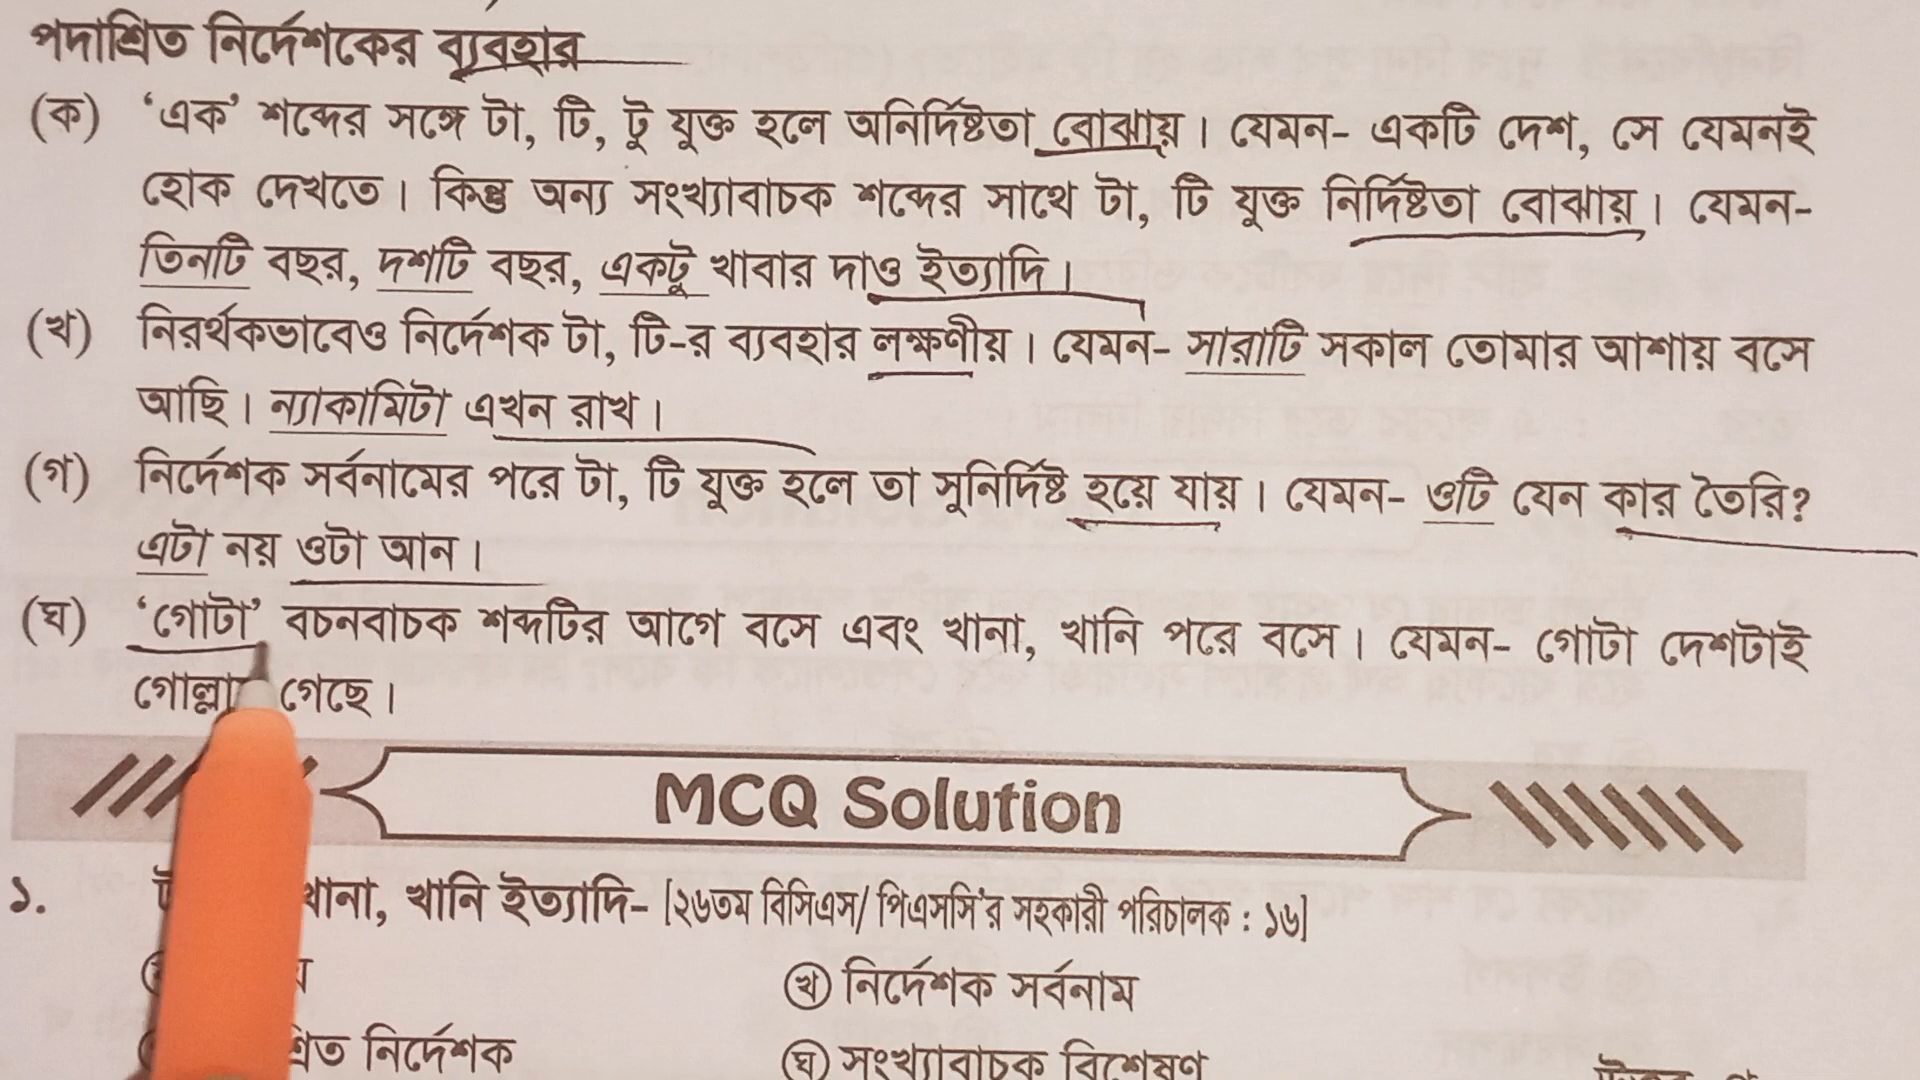 পদাশ্রিত নির্দেশকের ব্যবহার
(ক) ‘এক’ শব্দের সঙ্গে টা, টি, টু যুক্ত হলে অনির্দিষ্টতা বোঝায়। যেমন- একটি দেশ, সে যেমনই
হোক দেখতে। কিন্তু অন্য সংখ্যাবাচক শব্দের সাথে টা, টি যুক্ত নির্দিষ্টতা বোঝায়। যেমন-
তিনটি বছর, দশটি বছর, একটু খাবার দাও ইত্যাদি।
(খ) নিরর্থকভাবেও নির্দেশক টা, টি-র ব্যবহার লক্ষণীয়। যেমন- সারাটি সকাল তোমার আশায় বসে
আছি। ন্যাকামিটা এখন রাখ।
(গ) নির্দেশক সর্বনামের পরে টা, টি যুক্ত হলে তা সুনির্দিষ্ট হয়ে যায়। যেমন- ওটি যেন কার তৈরি?
এটা নয় ওটা আন।
(ঘ) ‘গোটা’ বচনবাচক শব্দটির আগে বসে এবং খানা, খানি পরে বসে। যেমন- গোটা দেশটাই
গেছে।
MCQ Solution
১. খানা, খানি ইত্যাদি- [২৬তম বিসিএস/ পিএসসি'র সহকারী পরিচালক : ১৬]
(খ) নির্দেশক সর্বনাম
নির্দেশক (ঘ) সংখ্যাবাচক বিশেষণ